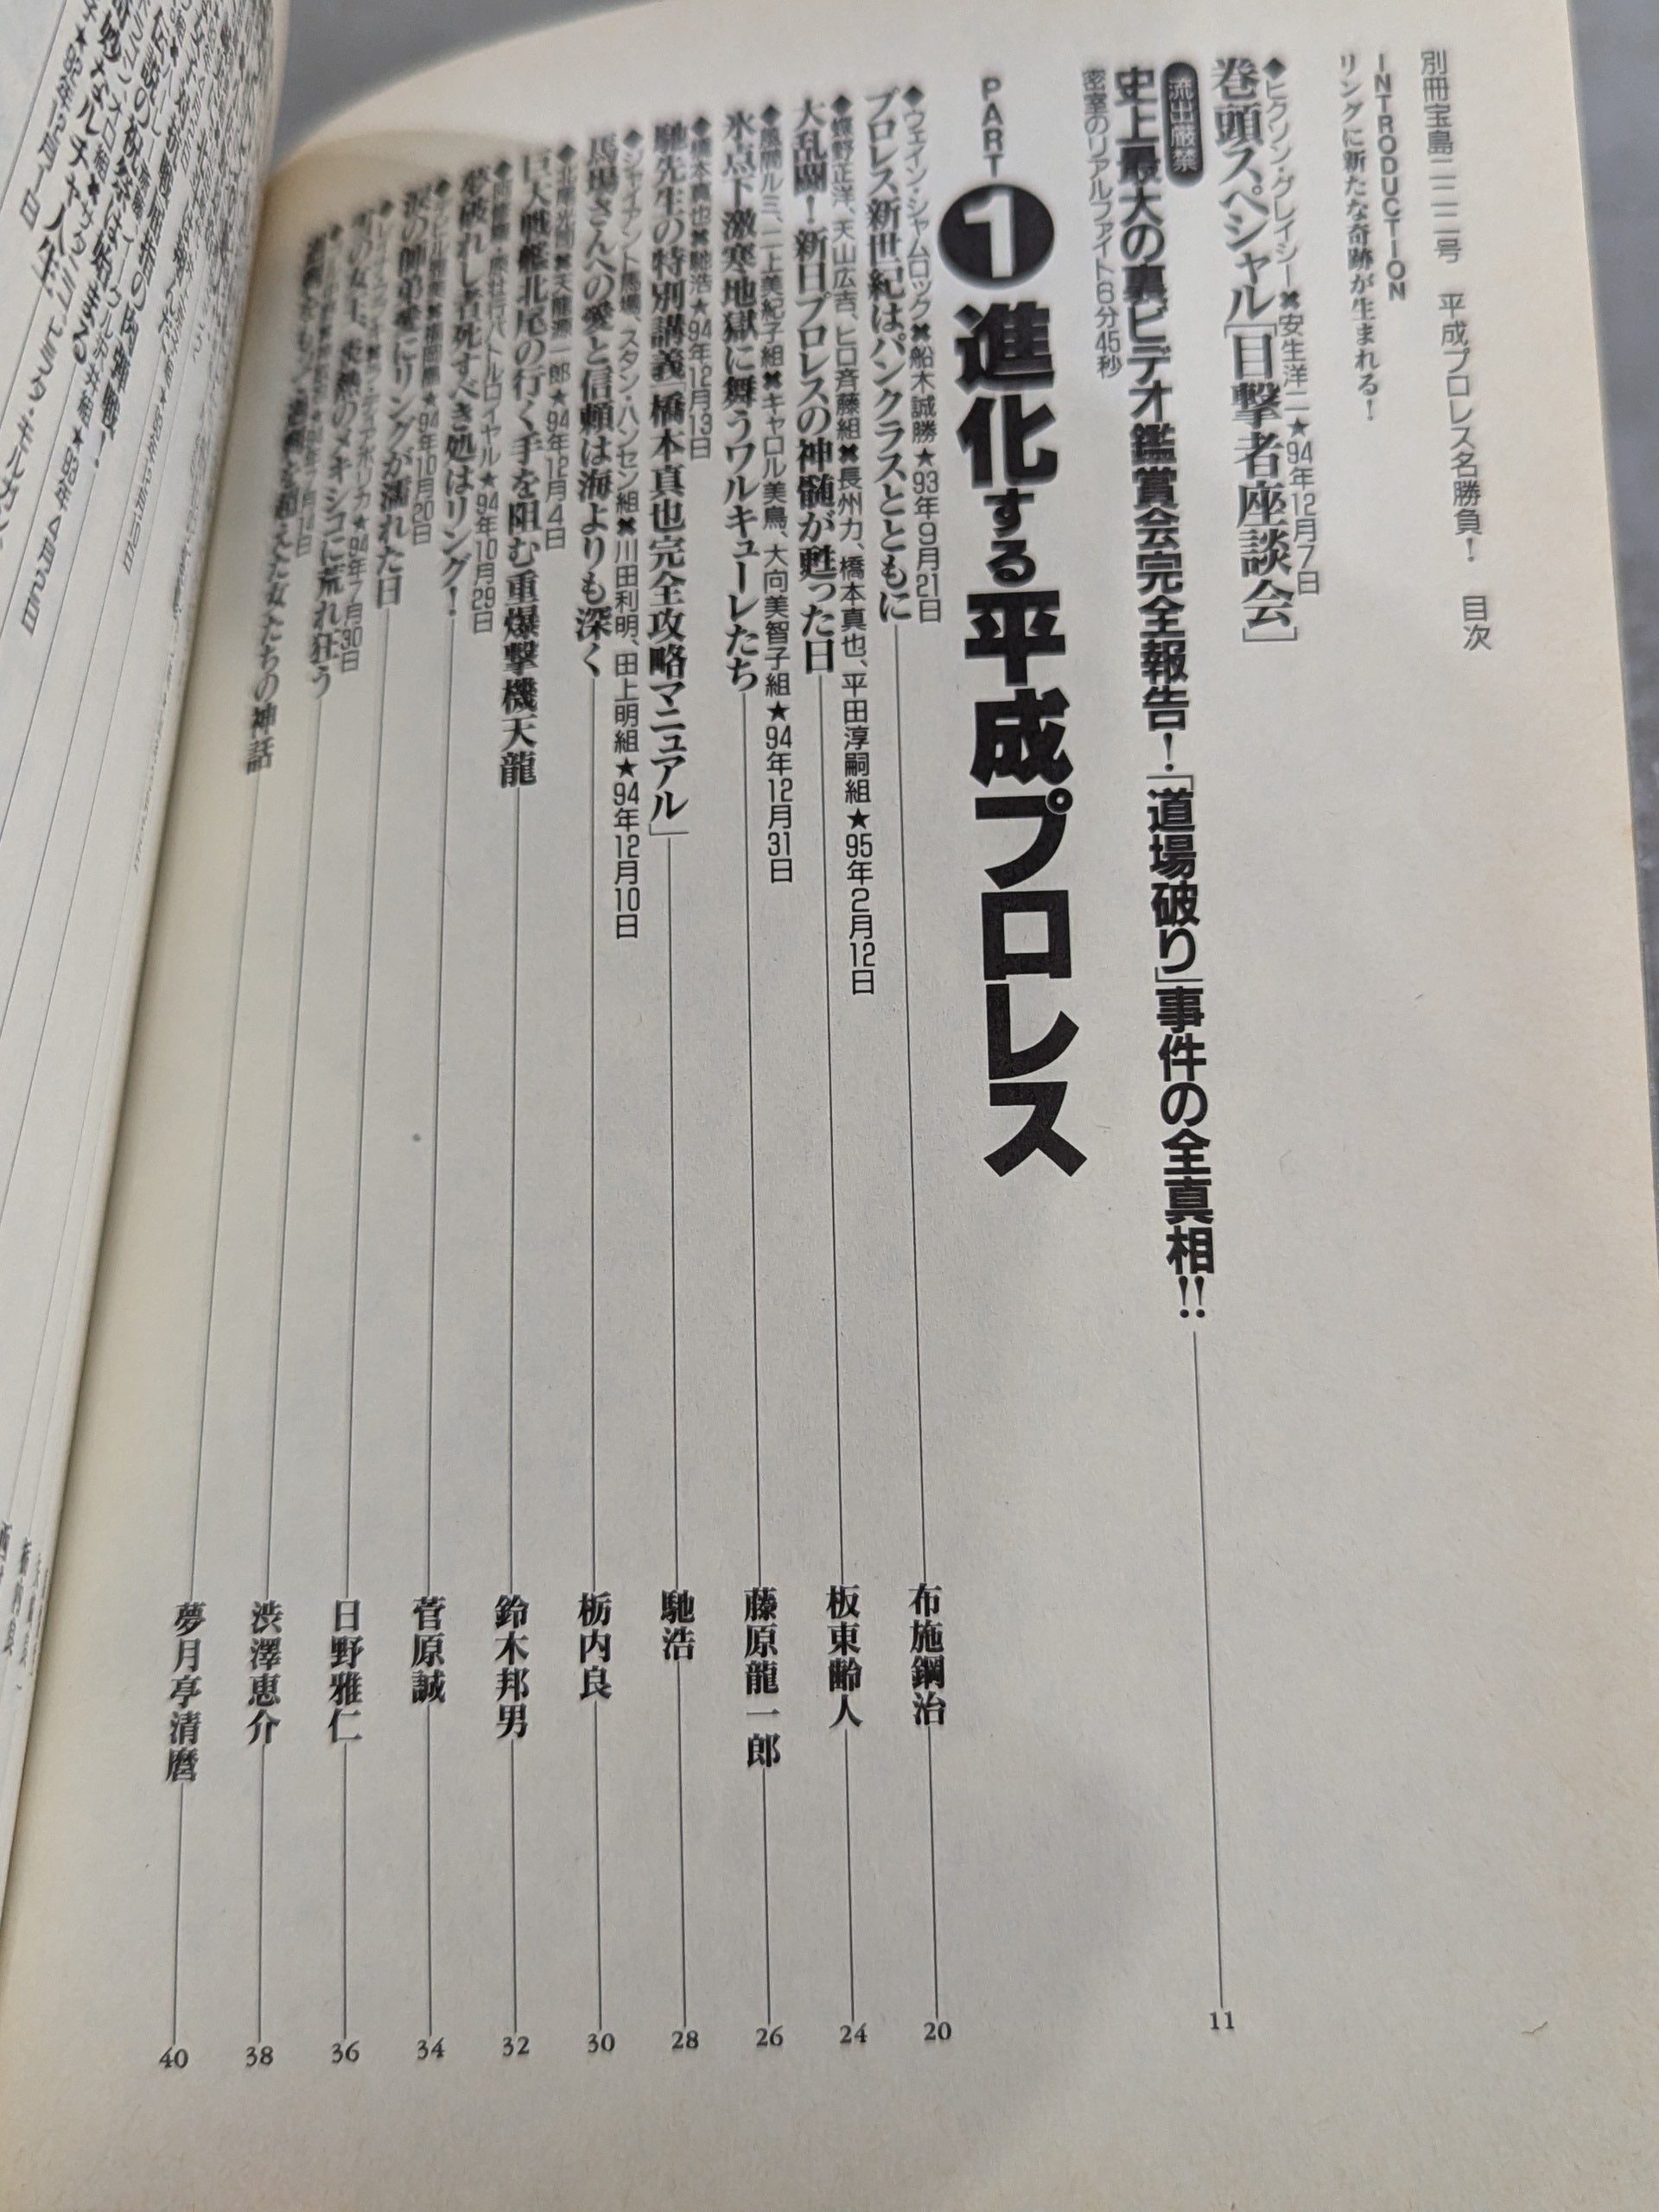 別冊宝島二二二号 平成プロレス名勝負! 目次
INTRODUCTION
リングに新たな奇跡が生まれる!
◆ヒクソン・グレイシー✖安生洋二★94年12月7日
巻頭スペシャル[目撃者座談会]
流出厳禁
史上最大の裏ビデオ鑑賞会完全報告!「道場破り」事件の全真相!! 11
密室のリアルファイト6分45秒
PART 1 進化する平成プロレス
◆ウェイン・シャムロック✖船木誠勝★93年9月21日
プロレス新世紀はパンクラスとともに 布施鋼治 20
◆蝶野正洋、天山広吉、ヒロ斉藤組✖長州力、橋本真也、平田淳嗣組★95年2月12日
大乱闘!新日プロレスの神髄が甦った日 板東齢人 24
◆風間ルミ、二上美紀子組✖キャロル美鳥、大向美智子組★94年12月31日
氷点下激寒地獄に舞うワルキューレたち 藤原龍一郎 26
◆橋本真也✖馳浩★94年12月13日
馳先生の特別講義「橋本真也完全攻略マニュアル」 馳浩 28
◆ジャイアント馬場、スタン・ハンセン組✖川田利明、田上明組★94年12月10日
馬場さんへの愛と信頼は海よりも深く 栃内良 30
◆北尾光司✖天龍源一郎★94年12月4日
巨大戦艦北尾の行く手を阻む重爆撃機天龍 鈴木邦男 32
バトルロイヤル★94年10月29日
夢破れし者死すべき処はリング! 菅原誠 34
福岡晶★94年10月20日
涙の師弟愛にリングが濡れた日 日野雅仁 36
★94年7月30日
の女王、炎熱のメキシコに荒れ狂う 渋澤恵介 38
を超えた女たちの神話 夢月亭清麿 40